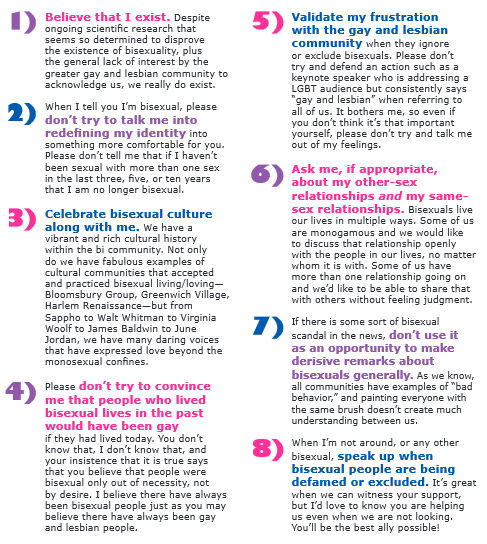 1) Believe that I exist. Despite
ongoing scientific research that
seems so determined to disprove
the existence of bisexuality, plus
the general lack of interest by the
greater gay and lesbian community to
acknowledge us, we really do exist.
2) When I tell you I’m bisexual, please
don’t try to talk me into
redefining my identity into
something more comfortable for you.
Please don’t tell me that if I haven’t
been sexual with more than one sex
in the last three, five, or ten years
that I am no longer bisexual.
3) Celebrate bisexual culture
along with me. We have a
vibrant and rich cultural history
within the bi community. Not only
do we have fabulous examples of
cultural communities that accepted
and practiced bisexual living/loving—
Bloomsbury Group, Greenwich Village,
Harlem Renaissance—but from
Sappho to Walt Whitman to Virginia
Woolf to James Baldwin to June
Jordan, we have many daring voices
that have expressed love beyond the
monosexual confines.
4) Please don’t try to convince
me that people who lived
bisexual lives in the past
would have been gay
if they had lived today. You don’t
know that, I don’t know that, and
your insistence that it is true says
that you believe that people were
bisexual only out of necessity, not
by desire. I believe there have always
been bisexual people just as you may
believe there have always been gay
and lesbian people.
5) Validate my frustration
with the gay and lesbian
community when they ignore
or exclude bisexuals. Please don’t
try and defend an action such as a
keynote speaker who is addressing a
LGBT audience but consistently says
“gay and lesbian” when referring to
all of us. It bothers me, so even if
you don’t think it’s that important
yourself, please don’t try and talk me
out of my feelings.
6) Ask me, if appropriate,
about my other-sex
relationships and my same-
sex relationships. Bisexuals live
our lives in multiple ways. Some of us
are monogamous and we would like
to discuss that relationship openly
with the people in our lives, no matter
whom it is with. Some of us have
more than one relationship going on
and we’d like to be able to share that
with others without feeling judgment.
7) If there is some sort of bisexual
scandal in the news, don’t use it
as an opportunity to make
derisive remarks about
bisexuals generally. As we know,
all communities have examples of “bad
behavior,” and painting everyone with
the same brush doesn’t create much
understanding between us.
8) When I’m not around, or any other
bisexual, speak up when
bisexual people are being
defamed or excluded. It’s great
when we can witness your support,
but I’d love to know you are helping
us even when we are not looking.
You’ll be the best ally possible!